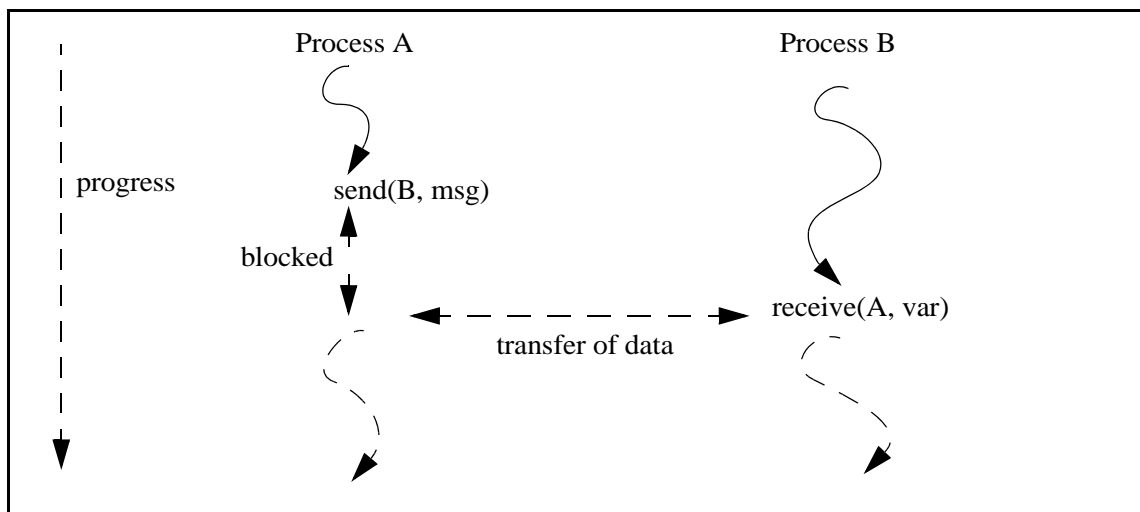 Process A
Process B
progress
send(B, msg)
blocked
receive(A, var)
transfer of data